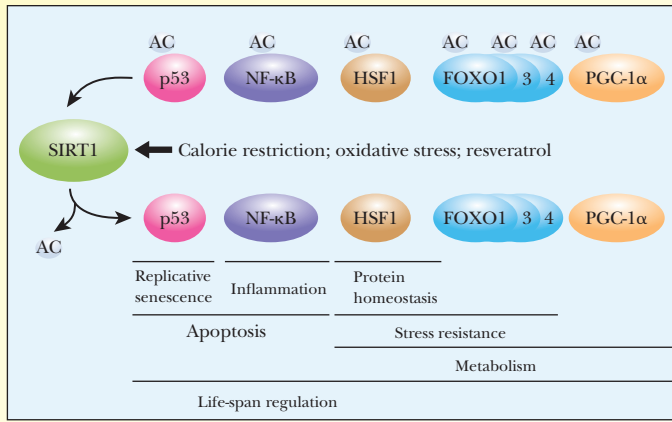 AC AC AC AC AC AC AC
p53 NF-κB HSF1 FOXO1 3 4 PGC-1α
SIRT1 Calorie restriction; oxidative stress; resveratrol
p53 NF-κB HSF1 FOXO1 3 4 PGC-1α
AC
Replicative
senescence
Inflammation
Protein
homeostasis
Apoptosis
Stress resistance
Metabolism
Life-span regulation